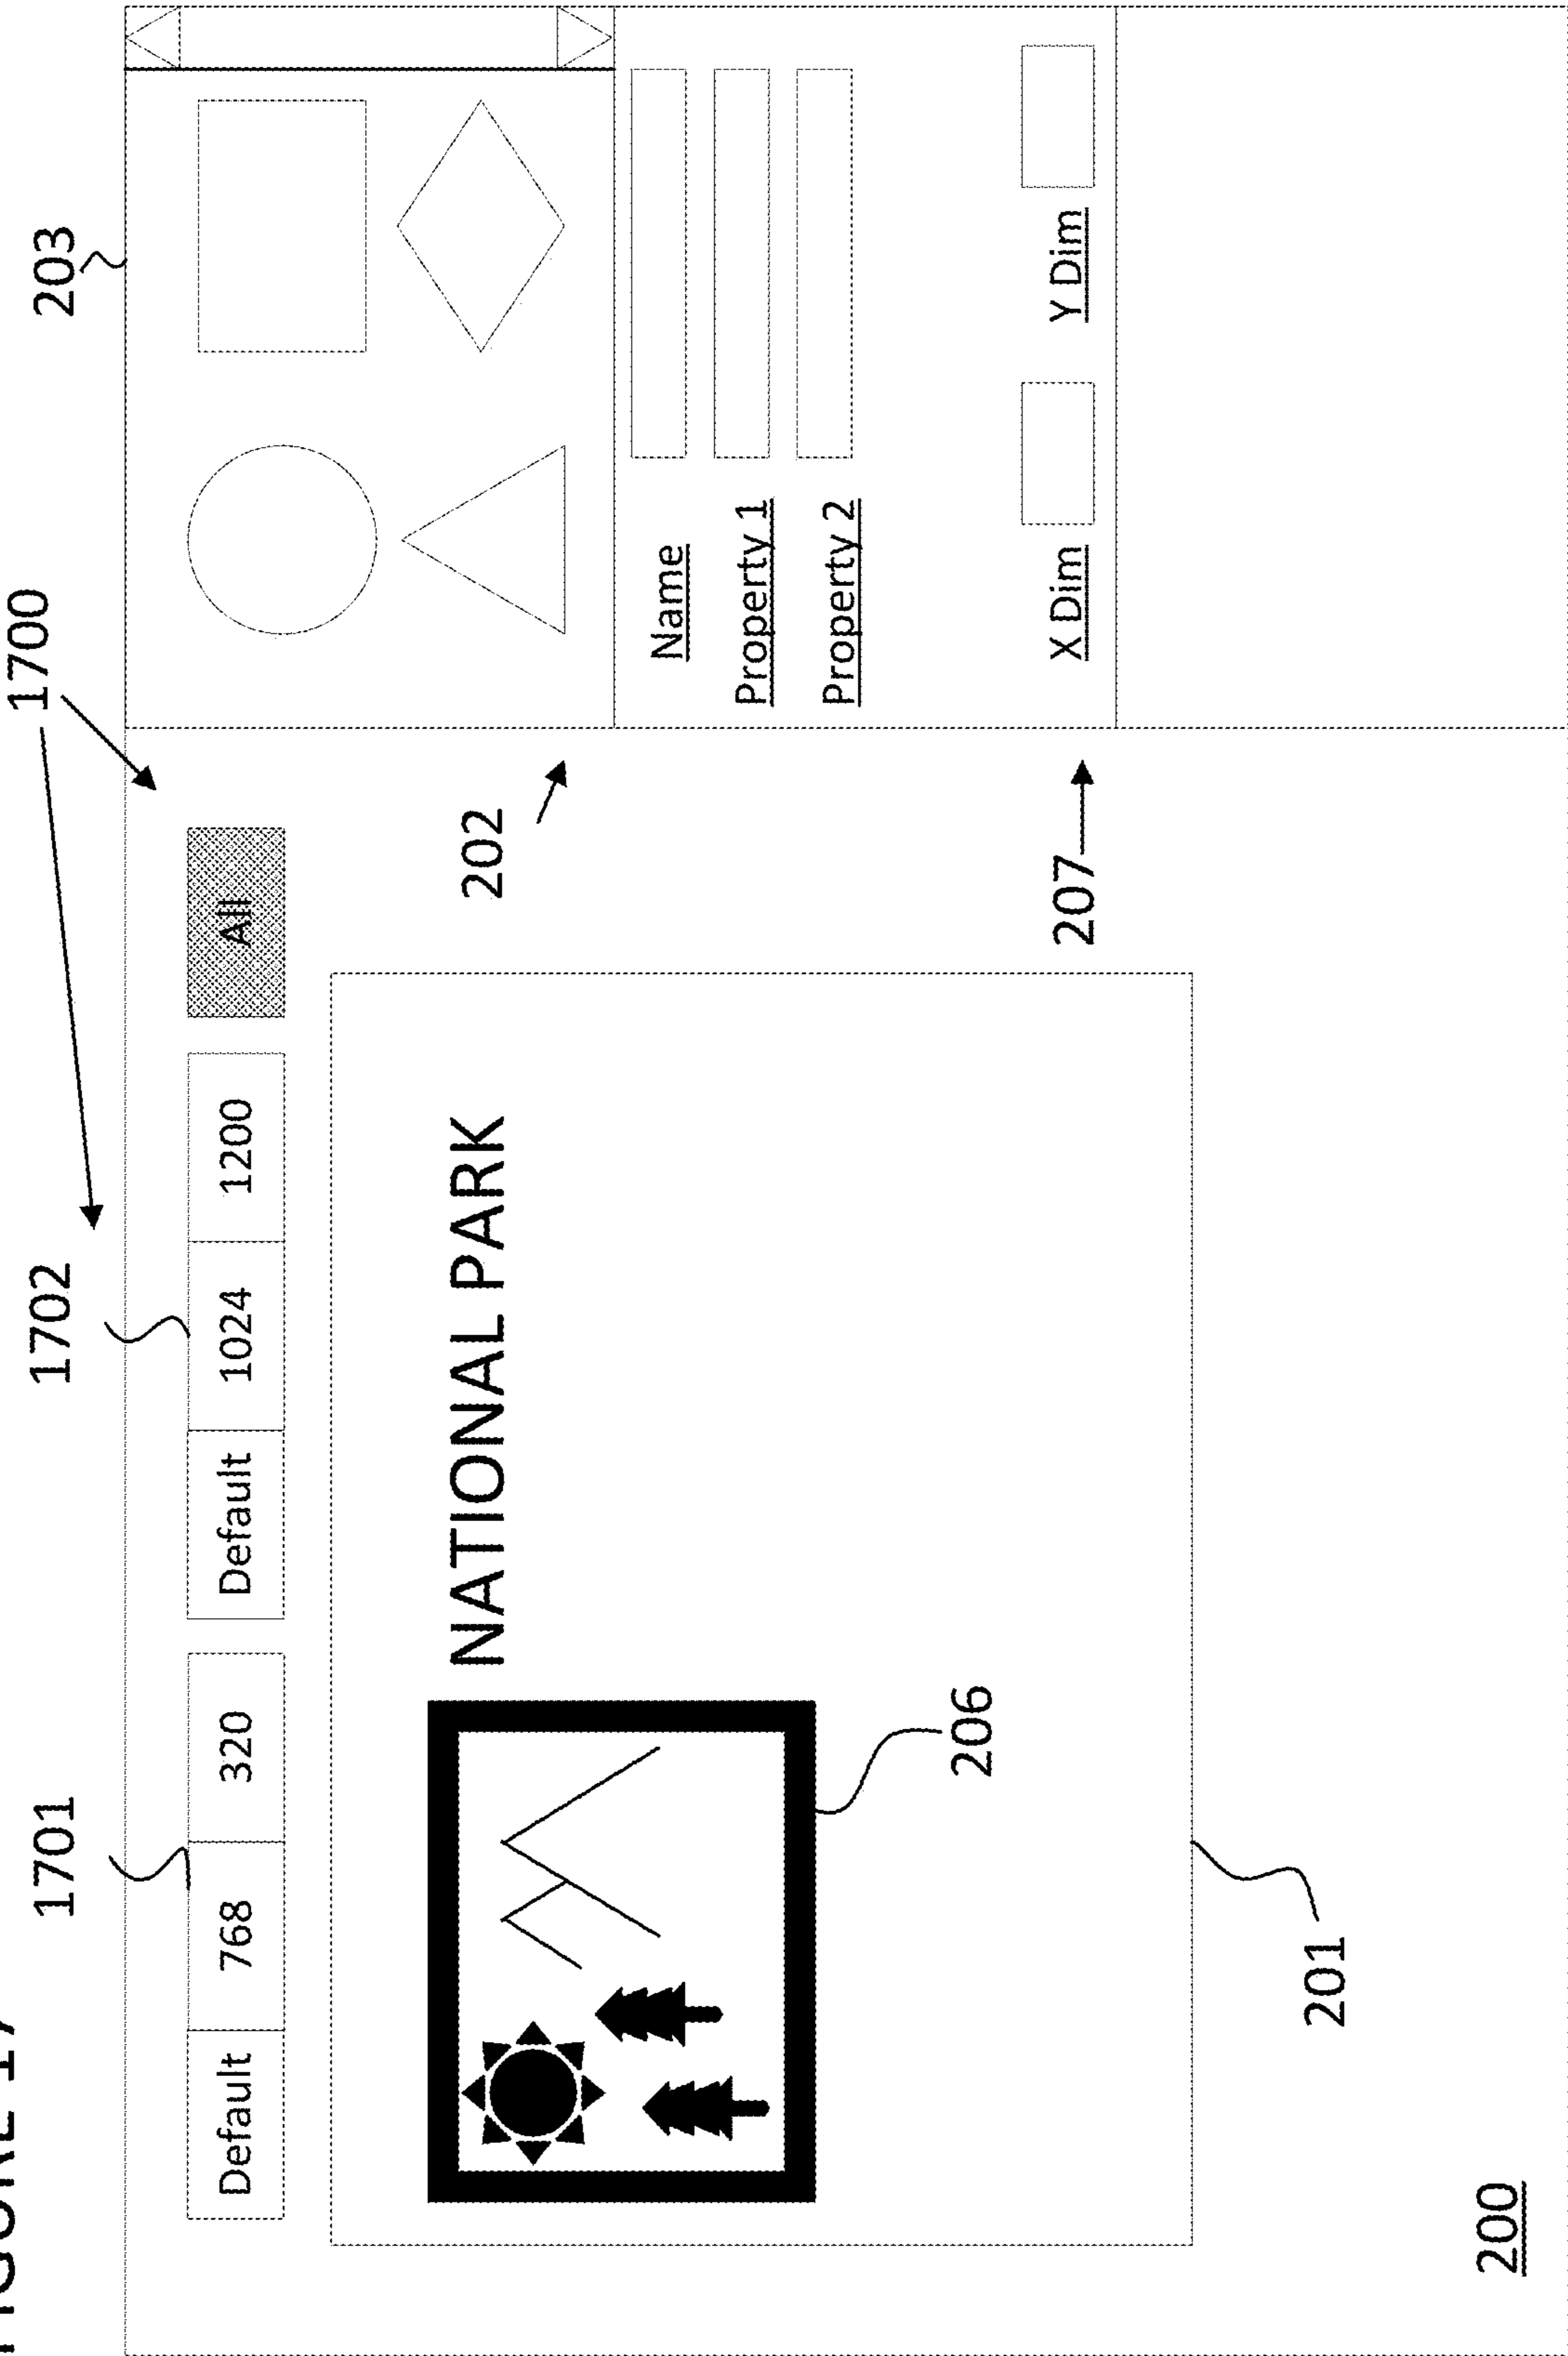 FIGURE 17
1701
1702
1700
203
Default 768 320 Default 1024 1200 All
NATIONAL PARK
202
Name
Property 1
Property 2
206
207
X Dim Y Dim
201
200